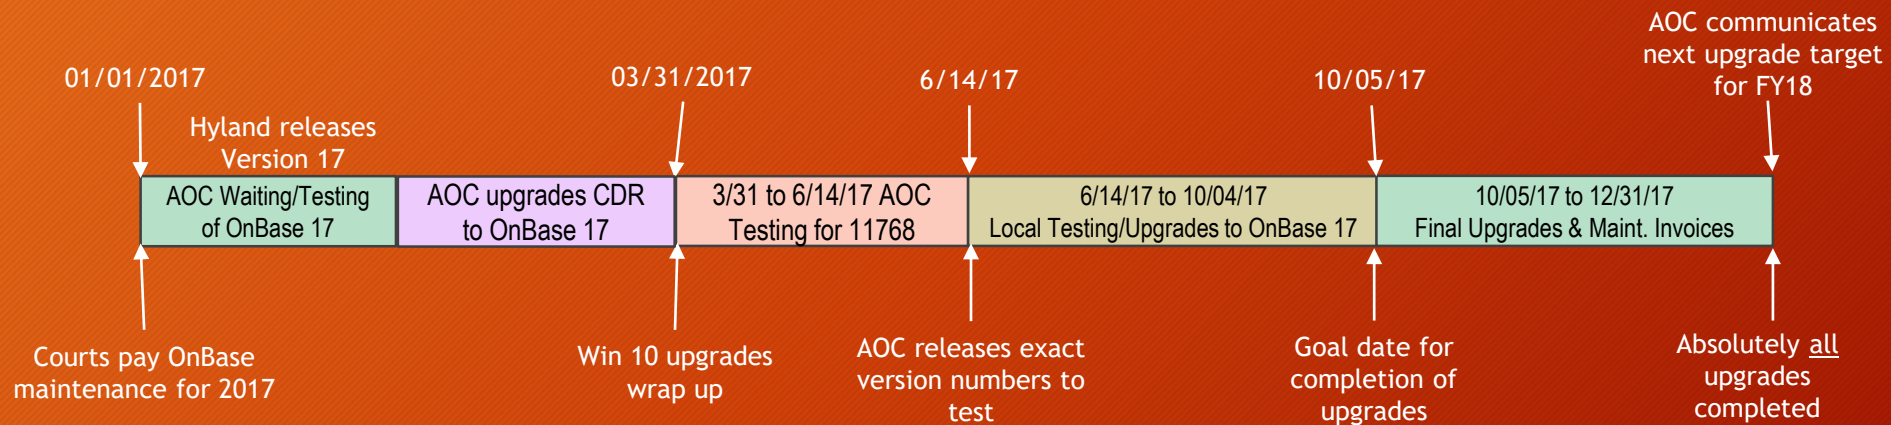 01/01/2017
03/31/2017
6/14/17
10/05/17
AOC communicates
next upgrade target
for FY18
Hyland releases
Version 17
AOC Waiting/Testing
of OnBase 17
AOC upgrades CDR
to OnBase 17
3/31 to 6/14/17 AOC
Testing for 11768
6/14/17 to 10/04/17
Local Testing/Upgrades to OnBase 17
10/05/17 to 12/31/17
Final Upgrades & Maint. Invoices
Courts pay OnBase
maintenance for 2017
Win 10 upgrades
wrap up
AOC releases exact
version numbers to
test
Goal date for
completion of
upgrades
Absolutely all
upgrades
completed